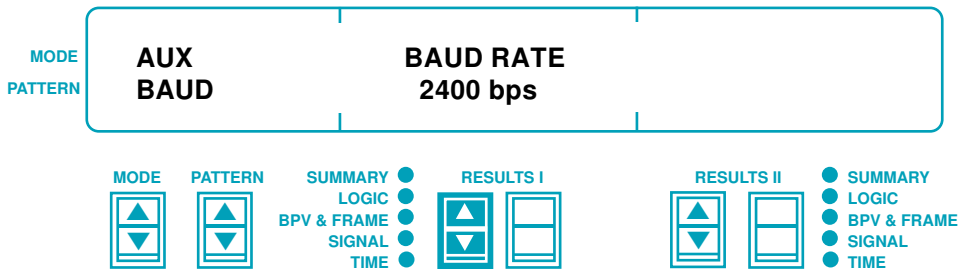 MODE AUX BAUD RATE
PATTERN BAUD 2400 bps
MODE PATTERN SUMMARY RESULTS I RESULTS II SUMMARY
LOGIC LOGIC
BPV & FRAME BPV & FRAME
SIGNAL SIGNAL
TIME TIME